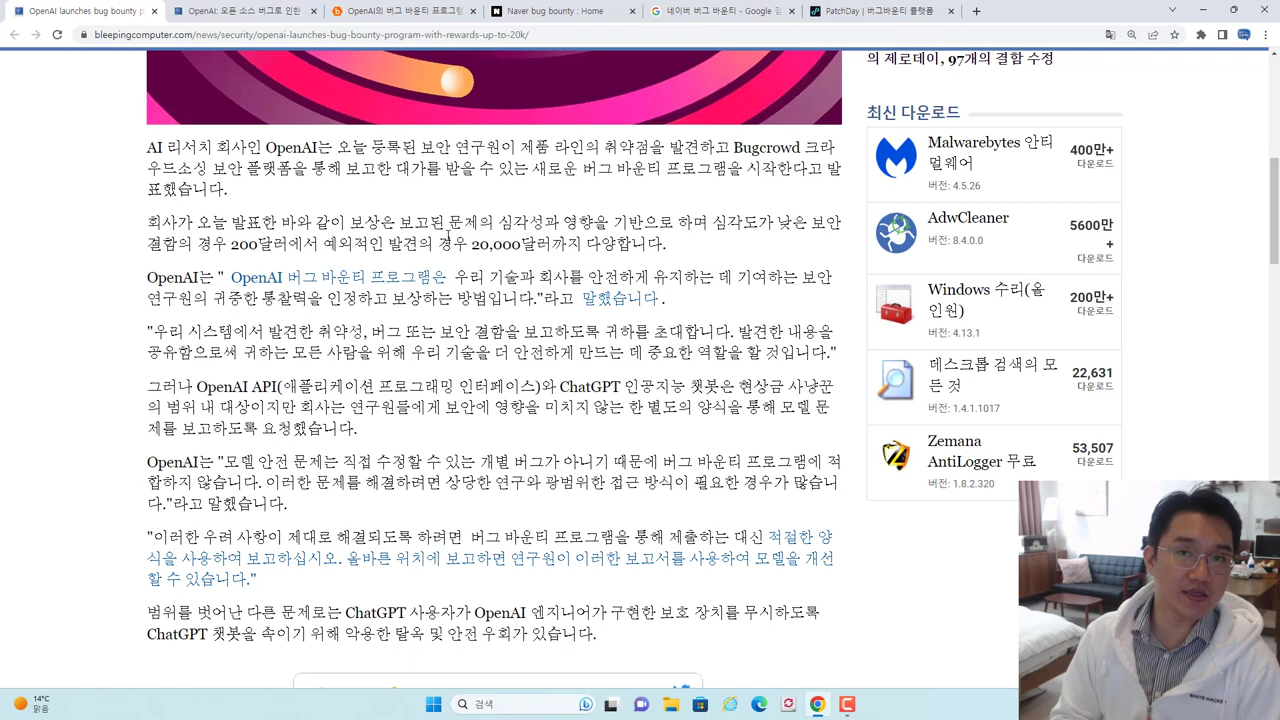 OpenAI launches bug bounty p
OpenAI: 오픈 소스 버그로 인한
OpenAI의 버그 바운티 프로그램
Naver bug bounty : Home
네이버 버그 바운티 - Google 검
PatchDay | 버그바운티 플랫폼
bleepingcomputer.com/news/security/openai-launches-bug-bounty-program-with-rewards-up-to-20k/
의 제로데이, 97개의 결함 수정
AI 리서치 회사인 OpenAI는 오늘 등록된 보안 연구원이 제품 라인의 취약점을 발견하고 Bugcrowd 크라
우드소싱 보안 플랫폼을 통해 보고한 대가를 받을 수 있는 새로운 버그 바운티 프로그램을 시작한다고 발
표했습니다.
회사가 오늘 발표한 바와 같이 보상은 보고된 문제의 심각성과 영향을 기반으로 하며 심각도가 낮은 보안
결함의 경우 200달러에서 예외적인 발견의 경우 20,000달러까지 다양합니다.
OpenAI는 " OpenAI 버그 바운티 프로그램은 우리 기술과 회사를 안전하게 유지하는 데 기여하는 보안
연구원의 귀중한 통찰력을 인정하고 보상하는 방법입니다."라고 말했습니다 .
"우리 시스템에서 발견한 취약성, 버그 또는 보안 결함을 보고하도록 귀하를 초대합니다. 발견한 내용을
공유함으로써 귀하는 모든 사람을 위해 우리 기술을 더 안전하게 만드는 데 중요한 역할을 할 것입니다."
그러나 OpenAI API(애플리케이션 프로그래밍 인터페이스)와 ChatGPT 인공지능 챗봇은 현상금 사냥꾼
의 범위 내 대상이지만 회사는 연구원들에게 보안에 영향을 미치지 않는 한 별도의 양식을 통해 모델 문
제를 보고하도록 요청했습니다.
OpenAI는 "모델 안전 문제는 직접 수정할 수 있는 개별 버그가 아니기 때문에 버그 바운티 프로그램에 적
합하지 않습니다. 이러한 문제를 해결하려면 상당한 연구와 광범위한 접근 방식이 필요한 경우가 많습니
다."라고 말했습니다.
"이러한 우려 사항이 제대로 해결되도록 하려면 버그 바운티 프로그램을 통해 제출하는 대신 적절한 양
식을 사용하여 보고하십시오. 올바른 위치에 보고하면 연구원이 이러한 보고서를 사용하여 모델을 개선
할 수 있습니다."
범위를 벗어난 다른 문제로는 ChatGPT 사용자가 OpenAI 엔지니어가 구현한 보호 장치를 무시하도록
ChatGPT 챗봇을 속이기 위해 악용한 탈옥 및 안전 우회가 있습니다.
최신 다운로드
Malwarebytes 안티
멀웨어
버전: 4.5.26
400만+
다운로드
AdwCleaner
버전: 8.4.0.0
5600만
+
다운로드
Windows 수리(올
인원)
버전: 4.13.1
200만+
다운로드
데스크톱 검색의 모
든 것
버전: 1.4.1.1017
22,631
다운로드
Zemana
AntiLogger 무료
버전: 1.8.2.320
53,507
다운로드
WHITE HACKE
14°C
맑음
검색